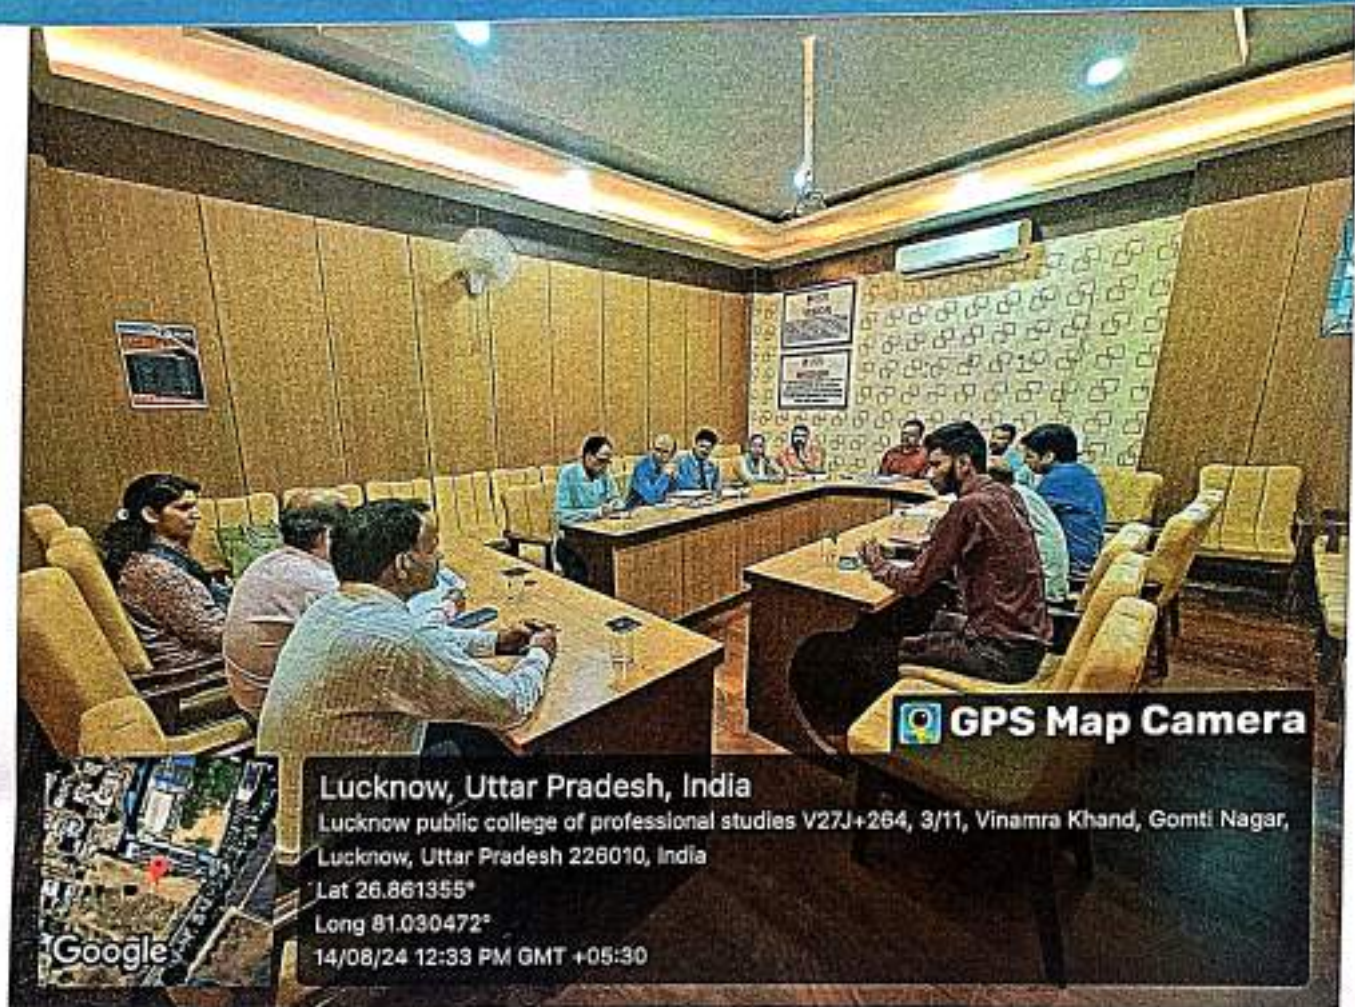 VISION
MISSION
GPS Map Camera
Lucknow, Uttar Pradesh, India
Lucknow public college of professional studies V27J+264, 3/11, Vinamra Khand, Gomti Nagar,
Lucknow, Uttar Pradesh 226010, India
Lat 26.861355°
Long 81.030472°
14/08/24 12:33 PM GMT +05:30
Google